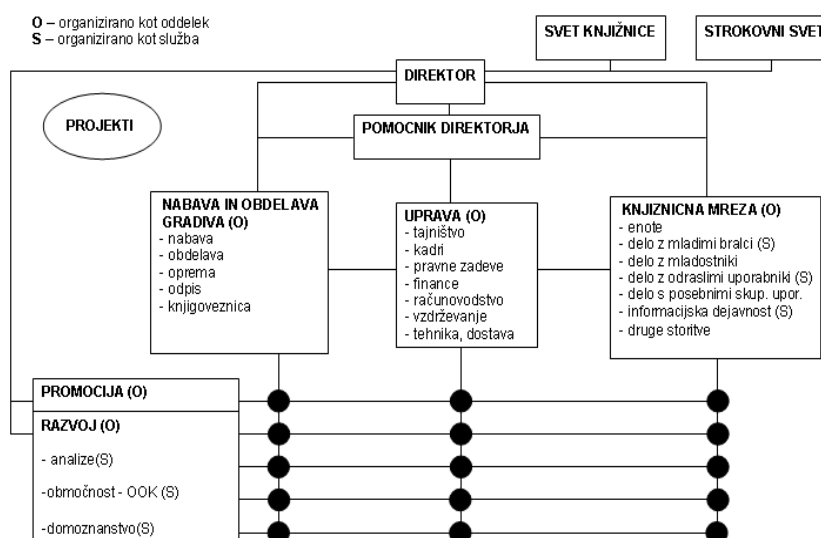 O – organizirano kot oddelek
S – organizirano kot služba
SVET KNJIŽNICE
STROKOVNI SVET
DIREKTOR
PROJEKTI
POMOCNIK DIREKTORJA
NABAVA IN OBDELAVA
GRADIVA (O)
- nabava
- obdelava
- oprema
- odpis
- knjigoveznica
UPRAVA (O)
- tajništvo
- kadri
- pravne zadeve
- finance
- računovodstvo
- vzdrževanje
- tehnika, dostava
KNJIZNICNA MREZA (O)
- enote
- delo z mladimi bralci (S)
- delo z mladostniki
- delo z odraslimi uporabniki (S)
- delo s posebnimi skup. upor.
- informacijska dejavnost (S)
- druge storitve
PROMOCIJA (O)
RAZVOJ (O)
- analize(S)
-območnost - OOK (S)
-domoznanstvo(S)